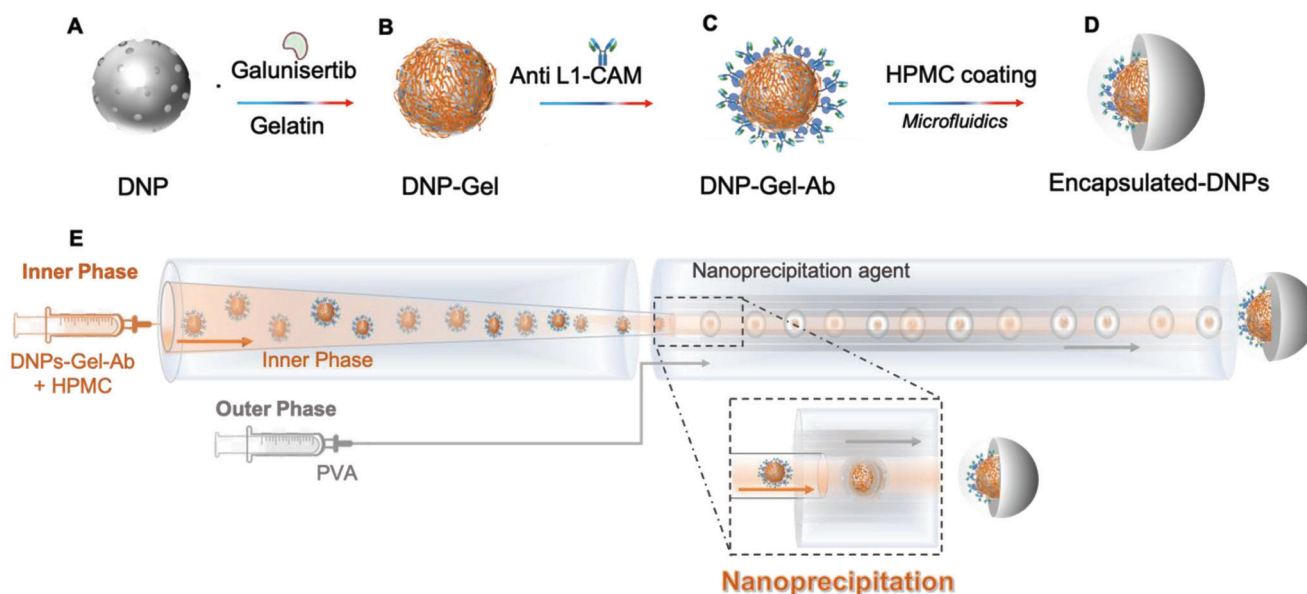 A
B
C
D
Galunisertib
Gelatin
Anti L1-CAM
HPMC coating
Microfluidics
DNP
DNP-Gel
DNP-Gel-Ab
Encapsulated-DNPs
E
Inner Phase
Nanoprecipitation agent
DNPs-Gel-Ab
+ HPMC
Inner Phase
Outer Phase
PVA
Nanoprecipitation